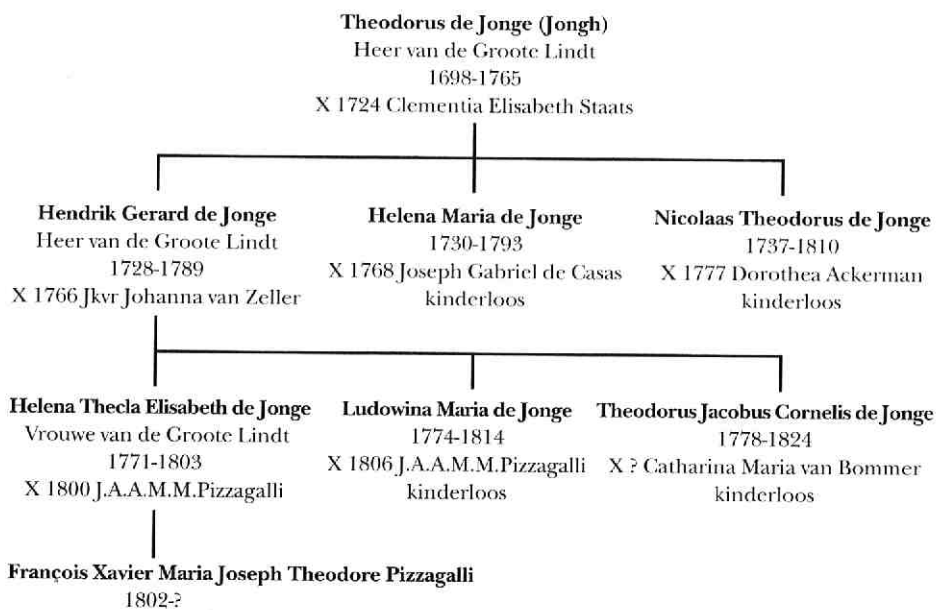 Theodorus de Jonge (Jongh)
Heer van de Groote Lindt
1698-1765
X 1724 Clementia Elisabeth Staats
Hendrik Gerard de Jonge
Heer van de Groote Lindt
1728-1789
X 1766 Jkvr Johanna van Zeller
Helena Maria de Jonge
1730-1793
X 1768 Joseph Gabriel de Casas
kinderloos
Nicolaas Theodorus de Jonge
1737-1810
X 1777 Dorothea Ackerman
kinderloos
Helena Thecla Elisabeth de Jonge
Vrouwe van de Groote Lindt
1771-1803
X 1800 J.A.A.M.M.Pizzagalli
Ludowina Maria de Jonge
1774-1814
X 1806 J.A.A.M.M.Pizzagalli
kinderloos
Theodorus Jacobus Cornelis de Jonge
1778-1824
X ? Catharina Maria van Bommer
kinderloos
François Xavier Maria Joseph Theodore Pizzagalli
1802-?